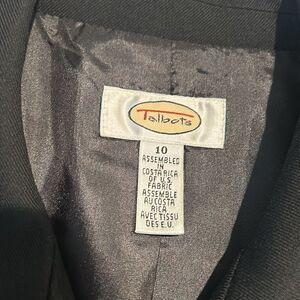 Talbots
10
ASSEMBLED
IN
COSTA RICA
OF U.S.
FABRIC
ASSEMBLE
AU COSTA
RICA
AVEC TISSU
DES E.U.